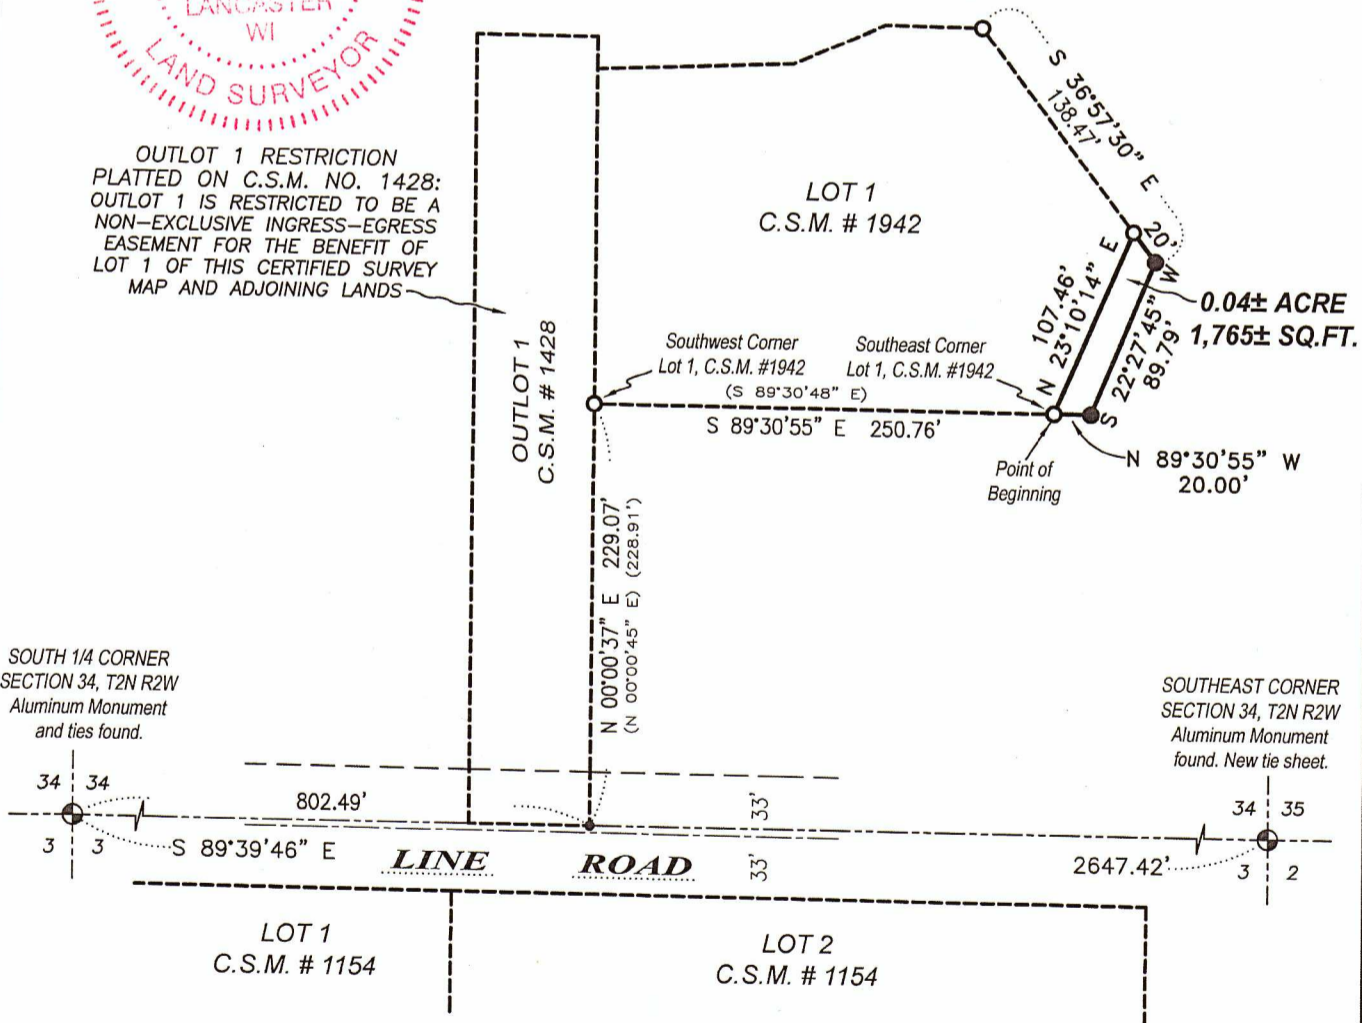 LANCASTER
WI
LAND SURVEYOR
OUTLOT 1 RESTRICTION
PLATTED ON C.S.M. NO. 1428:
OUTLOT 1 IS RESTRICTED TO BE A
NON-EXCLUSIVE INGRESS-EGRESS
EASEMENT FOR THE BENEFIT OF
LOT 1 OF THIS CERTIFIED SURVEY
MAP AND ADJOINING LANDS
OUTLOT 1
C.S.M. # 1428
LOT 1
C.S.M. # 1942
S 36°57'30" E
138.47'
20'
107.46'
N 23°10'14" E
S 22°27'45" W
89.79'
0.04± ACRE
1,765± SQ.FT.
Southwest Corner
Lot 1, C.S.M. #1942
Southeast Corner
Lot 1, C.S.M. #1942
(S 89°30'48" E)
S 89°30'55" E 250.76'
Point of
Beginning
N 89°30'55" W
20.00'
N 00°00'37" E 229.07'
(N 00°00'45" E) (228.91')
SOUTH 1/4 CORNER
SECTION 34, T2N R2W
Aluminum Monument
and ties found.
34 34
3 3
SOUTHEAST CORNER
SECTION 34, T2N R2W
Aluminum Monument
found. New tie sheet.
34 35
3 2
802.49'
33'
S 89°39'46" E
LINE ROAD
33'
2647.42'
LOT 1
C.S.M. # 1154
LOT 2
C.S.M. # 1154